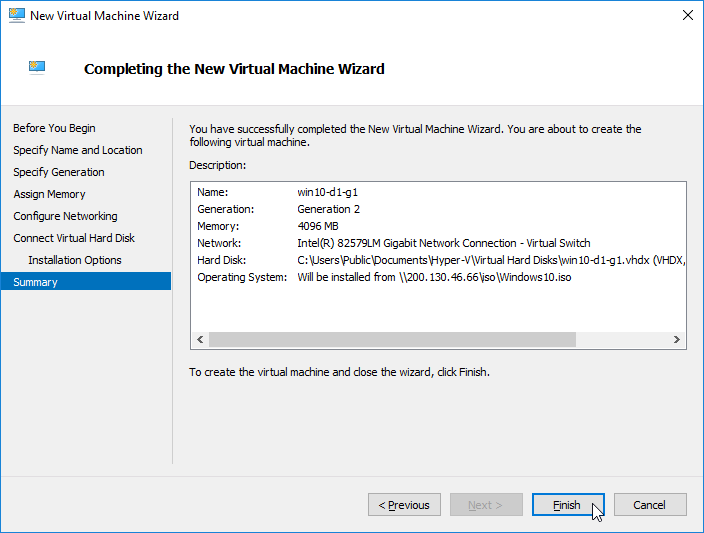 New Virtual Machine Wizard
Completing the New Virtual Machine Wizard
Before You Begin
Specify Name and Location
Specify Generation
Assign Memory
Configure Networking
Connect Virtual Hard Disk
Installation Options
Summary
You have successfully completed the New Virtual Machine Wizard. You are about to create the
following virtual machine.
Description:
Name: win10-d1-g1
Generation: Generation 2
Memory: 4096 MB
Network: Intel(R) 82579LM Gigabit Network Connection - Virtual Switch
Hard Disk: C:\Users\Public\Documents\Hyper-V\Virtual Hard Disks\win10-d1-g1.vhdx (VHDX,
Operating System: Will be installed from \\200.130.46.66\iso\Windows10.iso
To create the virtual machine and close the wizard, click Finish.
< Previous Next > Finish Cancel